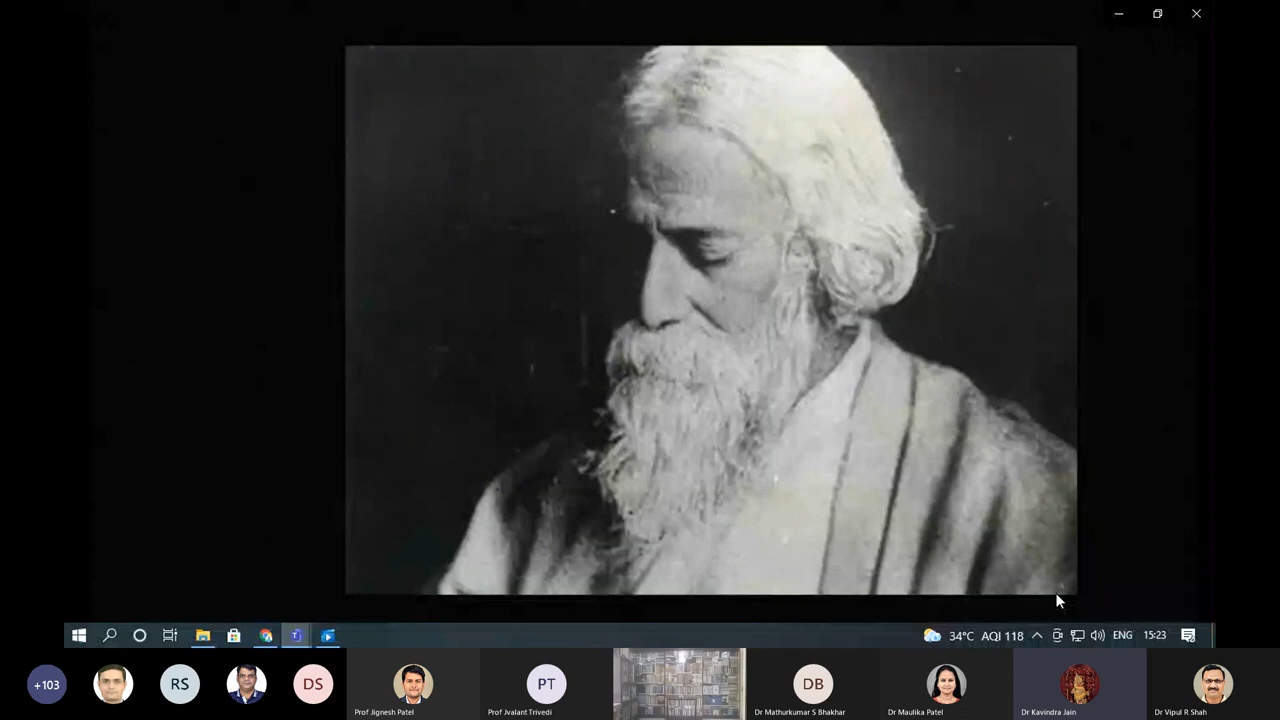 34°C AQI 118 ENG 15:23
+103 RS DS PT DB
Prof Jignesh Patel Prof Jvalant Trivedi Dr Mathurkumar S Bhakhar Dr Maulika Patel Dr Kavindra Jain Dr Vipul R Shah